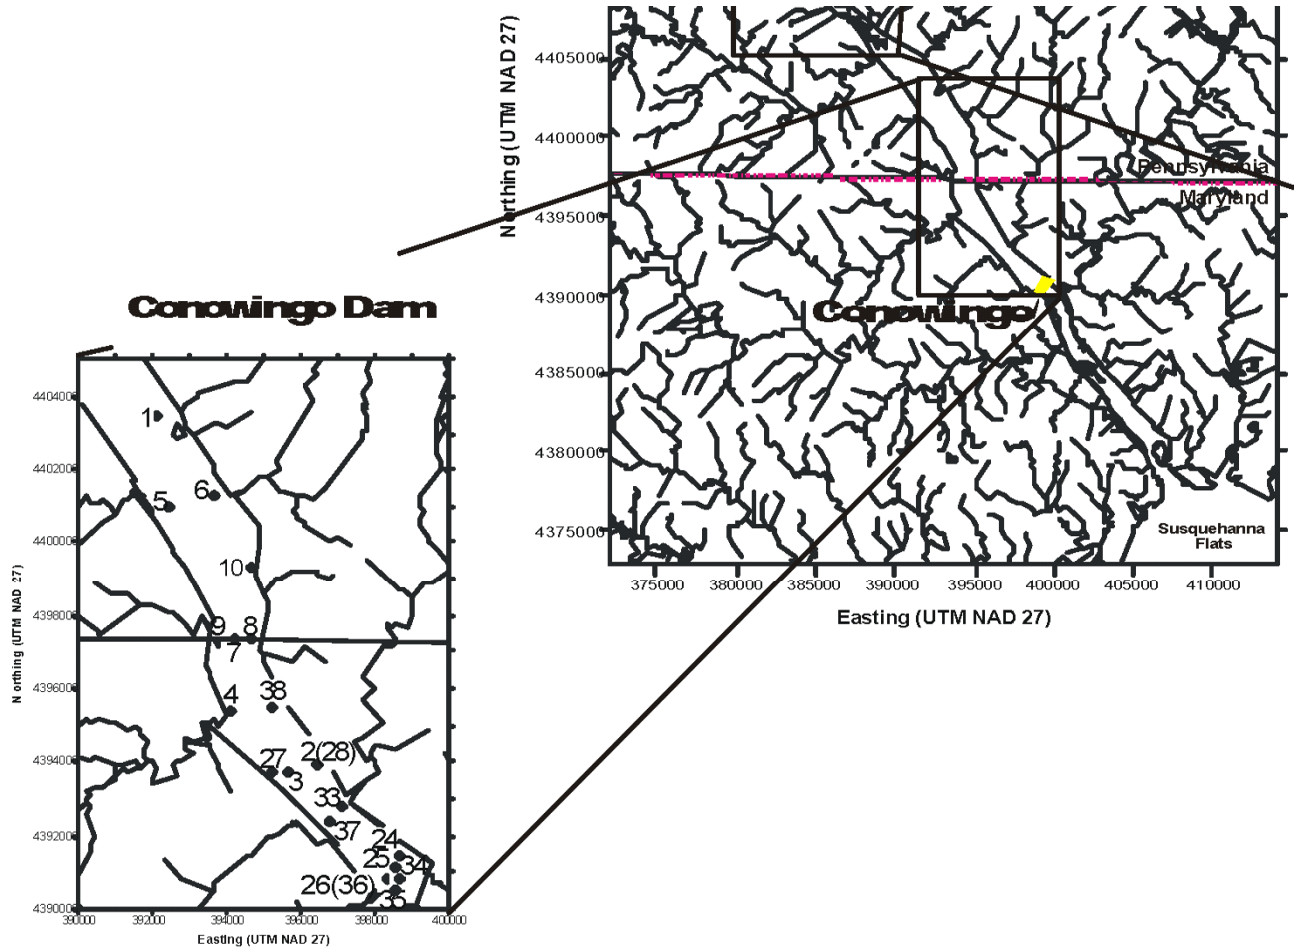 Northing (UTM NAD 27)
4405000
4400000
4395000
4390000
4385000
4380000
4375000
Pennsylvania
Maryland
Conowingo
Susquehanna
Flats
375000 380000 385000 390000 395000 400000 405000 410000
Easting (UTM NAD 27)
Conowingo Dam
Northing (UTM NAD 27)
4404000
4402000
4400000
4398000
4396000
4394000
4392000
4390000
1
6
5
10
9 8
7
4 38
27 2(28)
3
33
37 24
25 34
26(36)
35
390000 392000 394000 396000 398000 400000
Easting (UTM NAD 27)